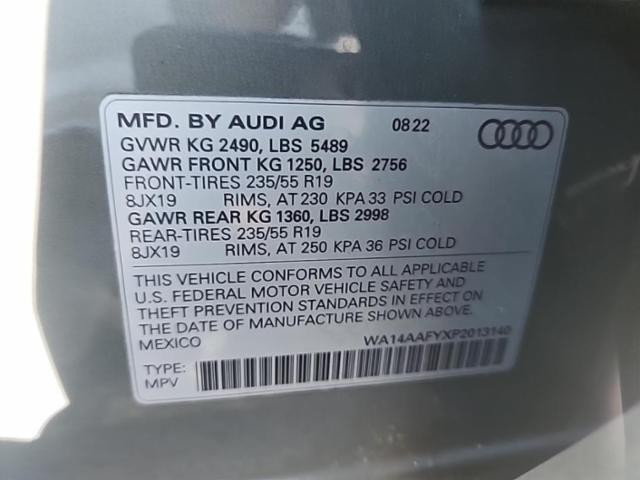 MFD. BY AUDI AG 08 22
GVWR KG 2490, LBS 5489
GAWR FRONT KG 1250, LBS 2756
FRONT-TIRES 235/55 R19
8JX19 RIMS, AT 230 KPA 33 PSI COLD
GAWR REAR KG 1360, LBS 2998
REAR-TIRES 235/55 R19
8JX19 RIMS, AT 250 KPA 36 PSI COLD
THIS VEHICLE CONFORMS TO ALL APPLICABLE
U.S. FEDERAL MOTOR VEHICLE SAFETY AND
THEFT PREVENTION STANDARDS IN EFFECT ON
DATE OF MANUFACTURE SHOWN ABOVE.
MEXICO WA14AAFYXP2013140
TYPE:
MPV